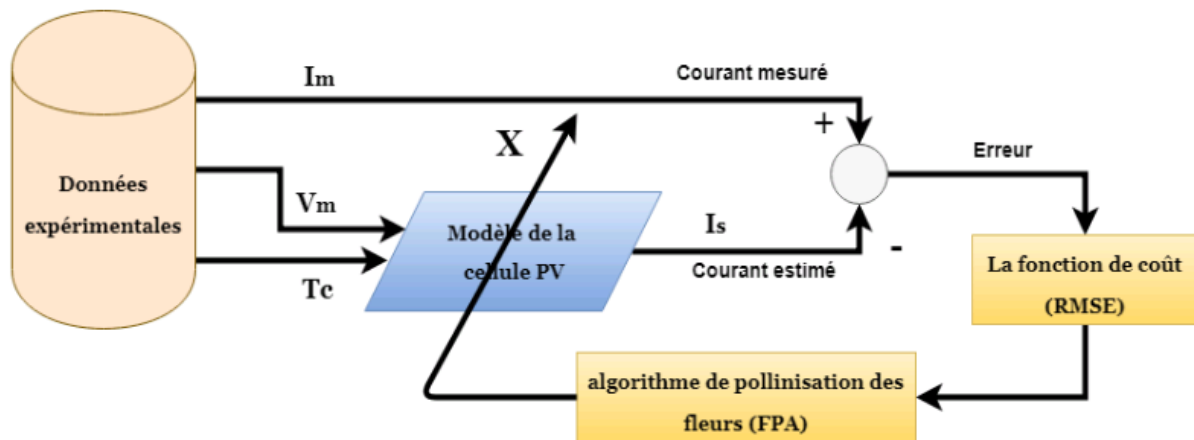 Im
Courant mesuré
+
X
Erreur
Données
expérimentales
Vm
Modèle de la
cellule PV
Is
-
Courant estimé
Tc
La fonction de coût
(RMSE)
algorithme de pollinisation des
fleurs (FPA)